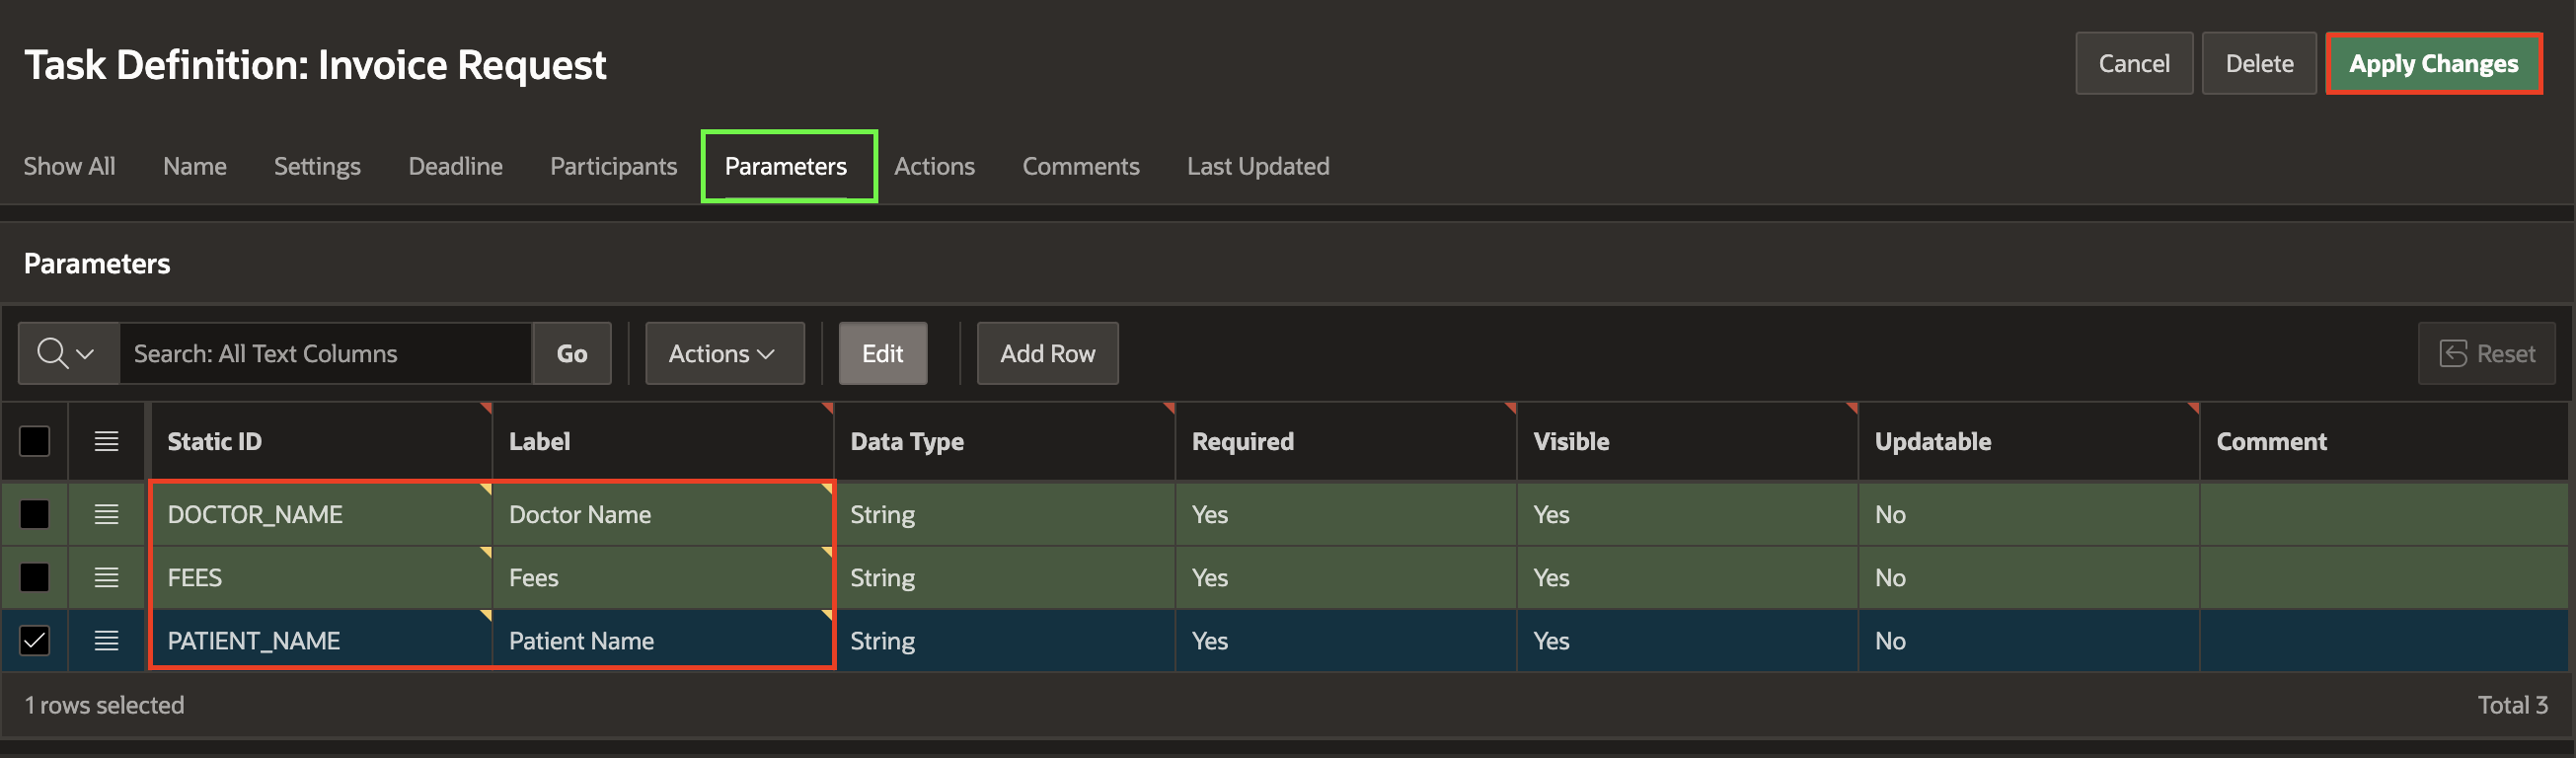 Task Definition: Invoice Request
Cancel Delete Apply Changes
Show All Name Settings Deadline Participants Parameters Actions Comments Last Updated
Parameters
Search: All Text Columns Go Actions Edit Add Row Reset
Static ID Label Data Type Required Visible Updatable Comment
DOCTOR_NAME Doctor Name String Yes Yes No
FEES Fees String Yes Yes No
PATIENT_NAME Patient Name String Yes Yes No
1 rows selected Total 3